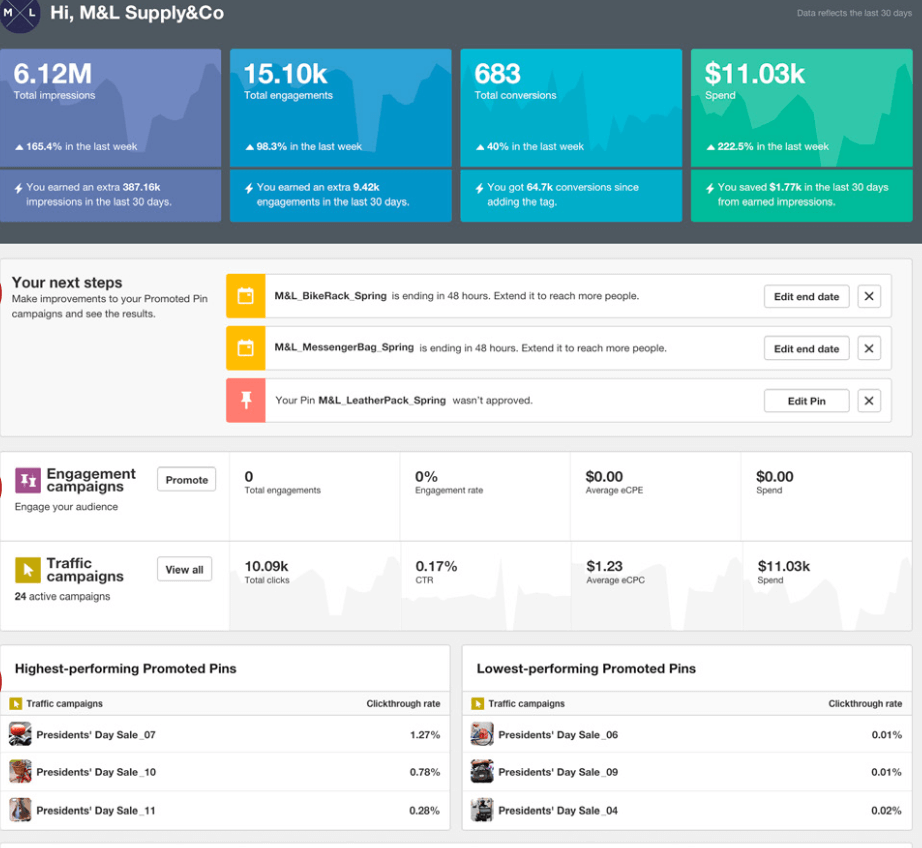 M L
Hi, M&L Supply&Co
Data reflects the last 30 days
6.12M
Total impressions
165.4% in the last week
You earned an extra 387.16k
impressions in the last 30 days.
15.10k
Total engagements
98.3% in the last week
You earned an extra 9.42k
engagements in the last 30 days.
683
Total conversions
40% in the last week
You got 64.7k conversions since
adding the tag.
$11.03k
Spend
222.5% in the last week
You saved $1.77k in the last 30 days
from earned impressions.
Your next steps
Make improvements to your Promoted Pin
campaigns and see the results.
M&L_BikeRack_Spring is ending in 48 hours. Extend it to reach more people.
Edit end date
M&L_MessengerBag_Spring is ending in 48 hours. Extend it to reach more people.
Edit end date
Your Pin M&L_LeatherPack_Spring wasn't approved.
Edit Pin
Engagement
campaigns
Promote
Engage your audience
0
Total engagements
0%
Engagement rate
$0.00
Average eCPE
$0.00
Spend
Traffic
campaigns
View all
24 active campaigns
10.09k
Total clicks
0.17%
CTR
$1.23
Average eCPC
$11.03k
Spend
Highest-performing Promoted Pins
Traffic campaigns Clickthrough rate
Presidents' Day Sale_07 1.27%
Presidents' Day Sale_10 0.78%
Presidents' Day Sale_11 0.28%
Lowest-performing Promoted Pins
Traffic campaigns Clickthrough rate
Presidents' Day Sale_06 0.01%
Presidents' Day Sale_09 0.01%
Presidents' Day Sale_04 0.02%